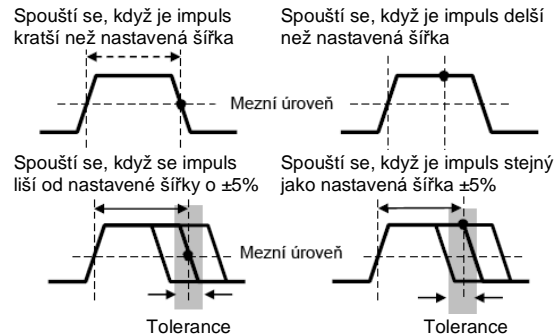 Spouští se, když je impuls
kratší než nastavená šířka
Spouští se, když je impuls delší
než nastavená šířka
Mezní úroveň
Spouští se, když se impuls
liší od nastavené šířky o ±5%
Spouští se, když je impuls stejný
jako nastavená šířka ±5%
Mezní úroveň
Tolerance
Tolerance